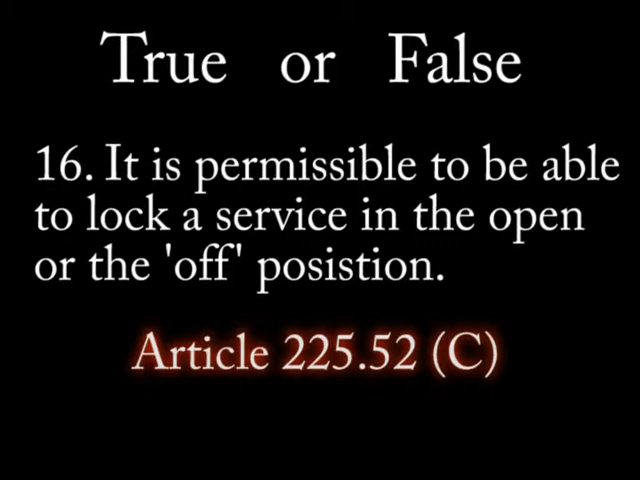 True or False
16. It is permissible to be able
to lock a service in the open
or the 'off' posistion.
Article 225.52 (C)